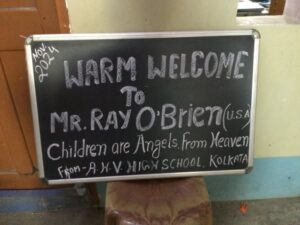 Nov
2024
WARM WELCOME
To
MR. RAY O'BRIEN (U.S.A)
Children are Angels from Heaven
From - A.N.V. HIGH SCHOOL, KOLKATA